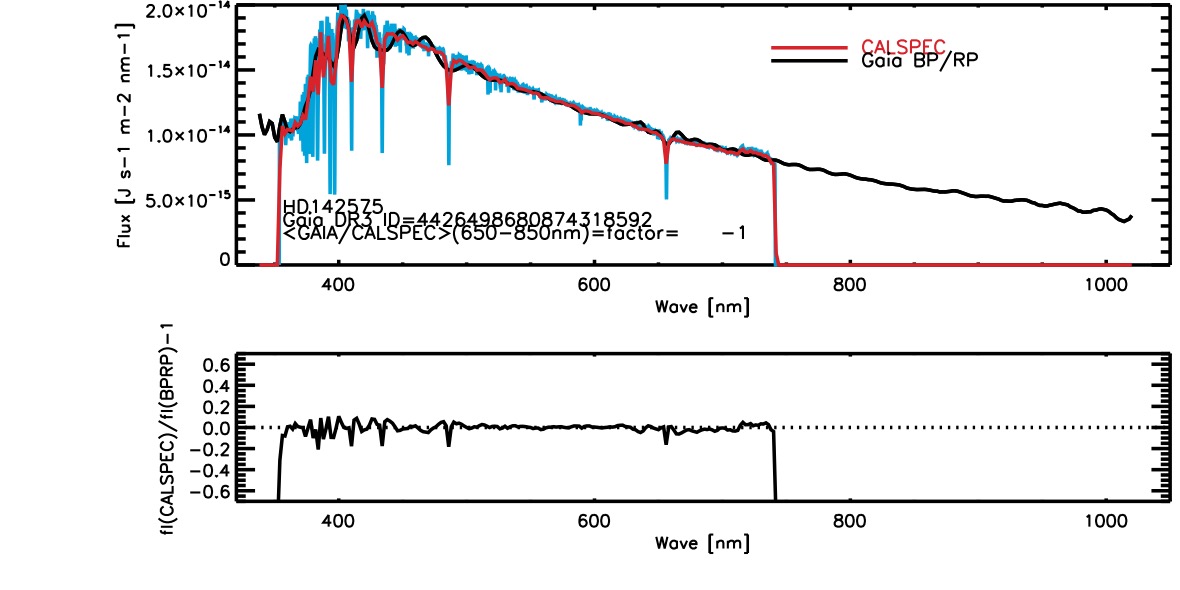 2.0×10−14
1.5×10−14
1.0×10−14
5.0×10−15
0
Flux [J s−1 m−2 nm−1]
CALSPEC
Gaia BP/RP
HD142575
Gaia DR3 ID=4426498680874318592
<GAIA/CALSPEC>(650−850nm)=factor= −1
400 600 800 1000
Wave [nm]
fl(CALSPEC)/fl(BPRP)−1
0.6
0.4
0.2
0.0
−0.2
−0.4
−0.6
400 600 800 1000
Wave [nm]